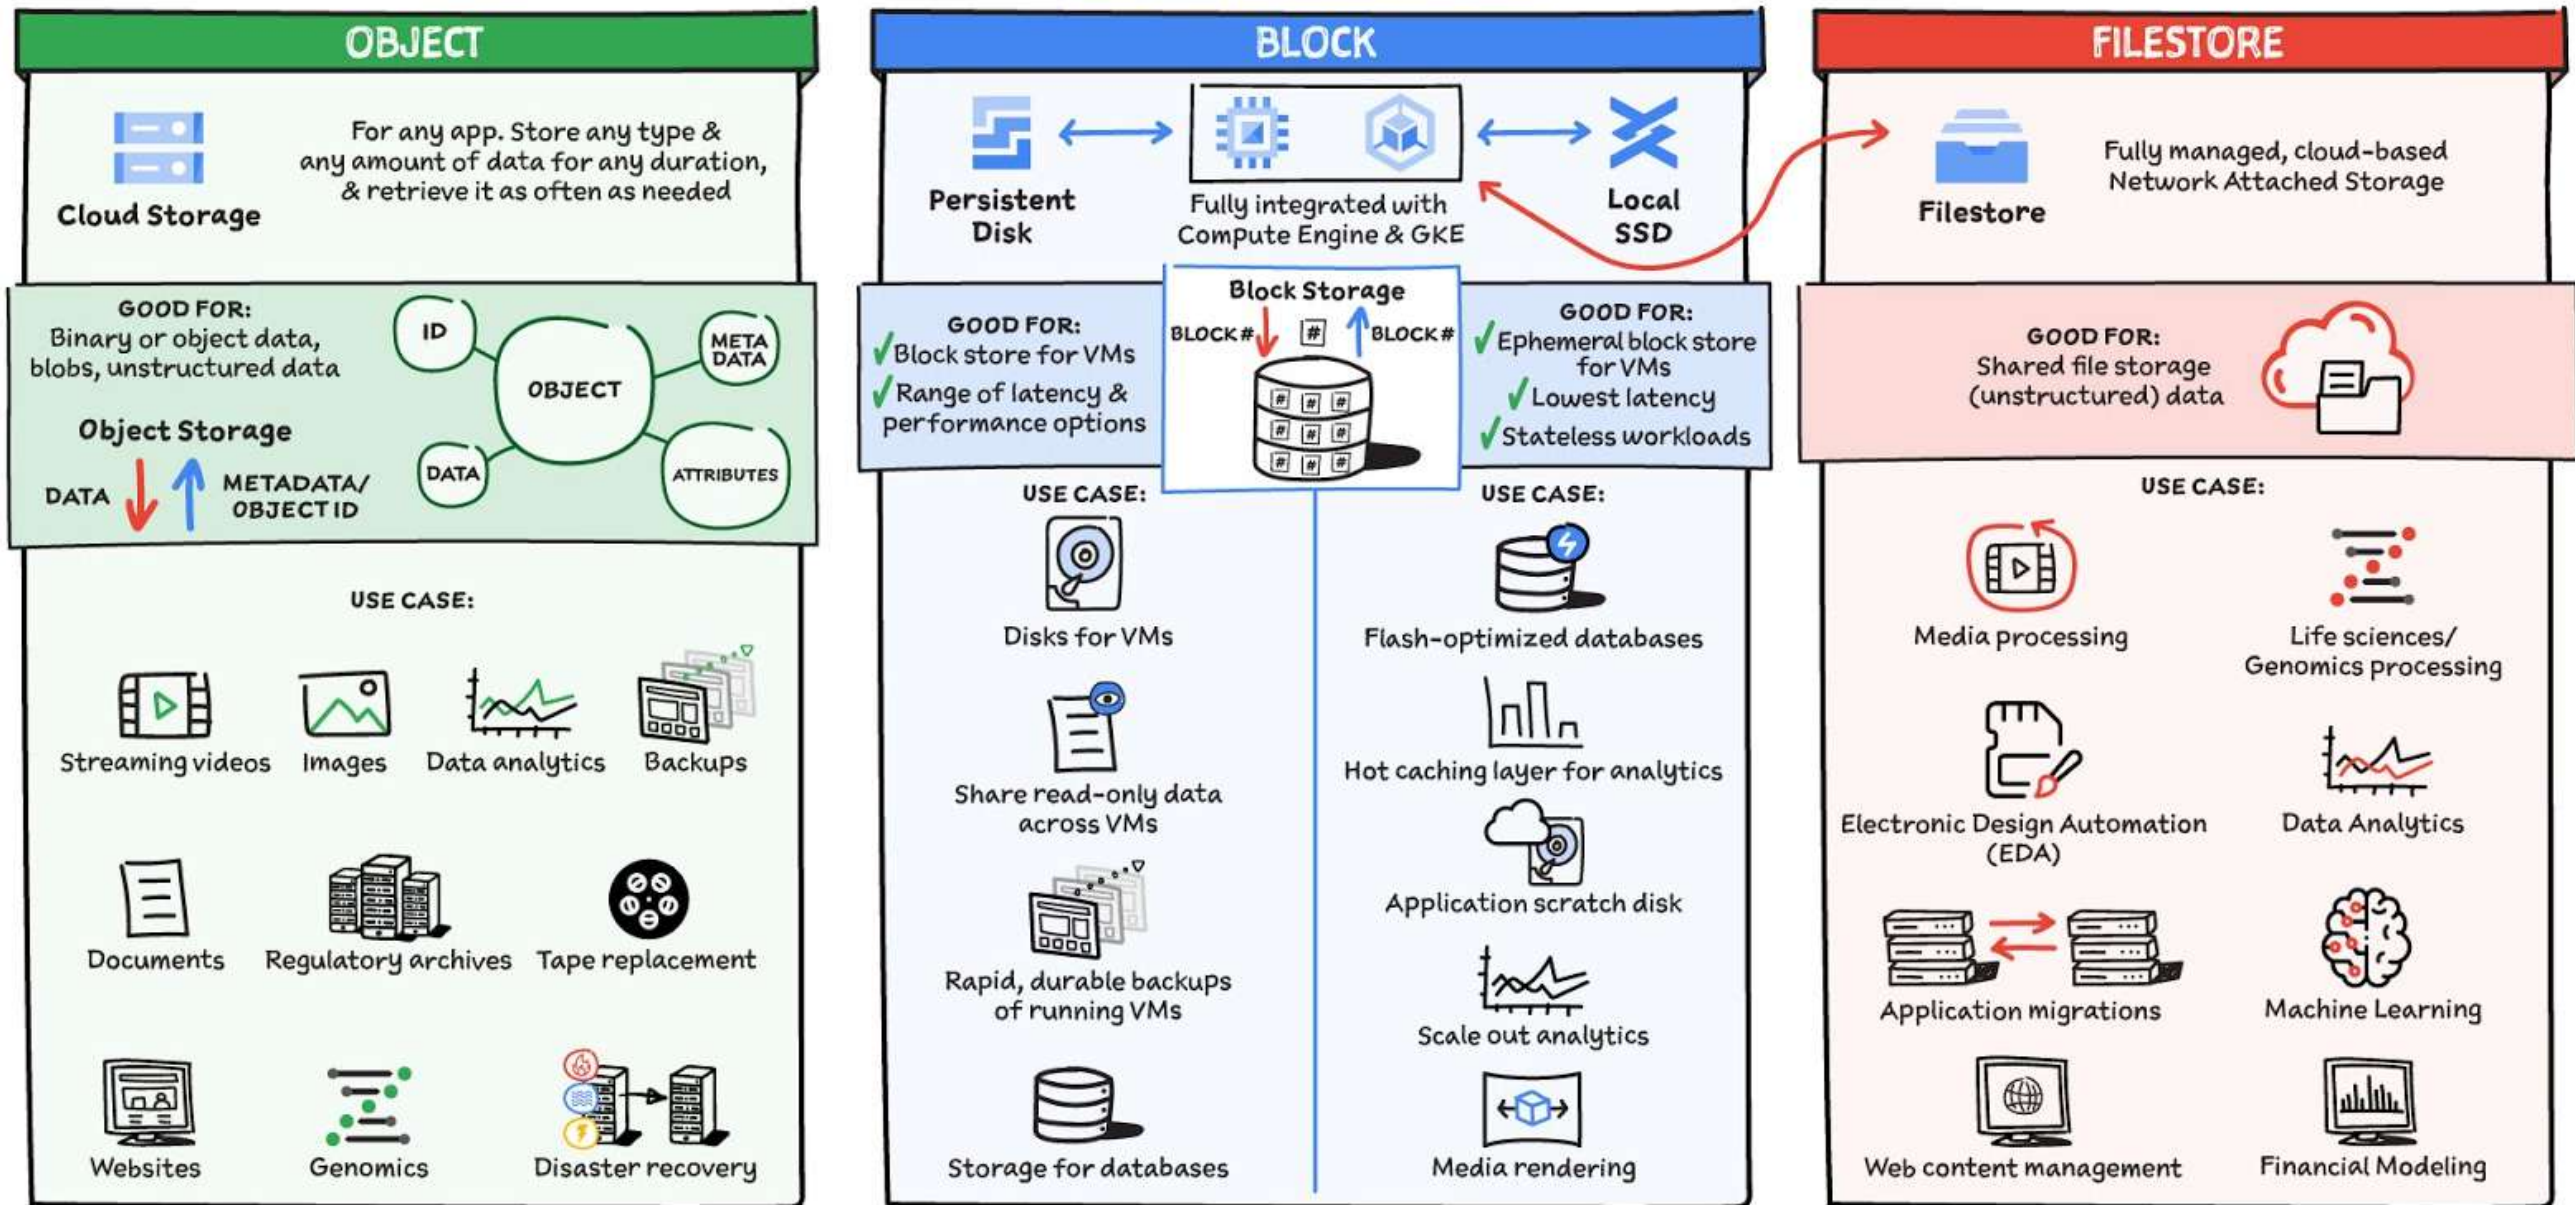 OBJECT
Cloud Storage
For any app. Store any type &
any amount of data for any duration,
& retrieve it as often as needed
GOOD FOR:
Binary or object data,
blobs, unstructured data
Object Storage
DATA
METADATA/
OBJECT ID
ID
OBJECT
META
DATA
DATA
ATTRIBUTES
USE CASE:
Streaming videos
Images
Data analytics
Backups
Documents
Regulatory archives
Tape replacement
Websites
Genomics
Disaster recovery
BLOCK
Persistent
Disk
Fully integrated with
Compute Engine & GKE
Local
SSD
GOOD FOR:
✓Block store for VMs
✓Range of latency &
performance options
Block Storage
BLOCK#
#
BLOCK#
# # #
# # #
# # #
GOOD FOR:
✓Ephemeral block store
for VMs
✓Lowest latency
✓Stateless workloads
USE CASE:
Disks for VMs
Share read-only data
across VMs
Rapid, durable backups
of running VMs
Storage for databases
USE CASE:
Flash-optimized databases
Hot caching layer for analytics
Application scratch disk
Scale out analytics
Media rendering
FILESTORE
Filestore
Fully managed, cloud-based
Network Attached Storage
GOOD FOR:
Shared file storage
(unstructured) data
USE CASE:
Media processing
Life sciences/
Genomics processing
Electronic Design Automation
(EDA)
Data Analytics
Application migrations
Machine Learning
Web content management
Financial Modeling